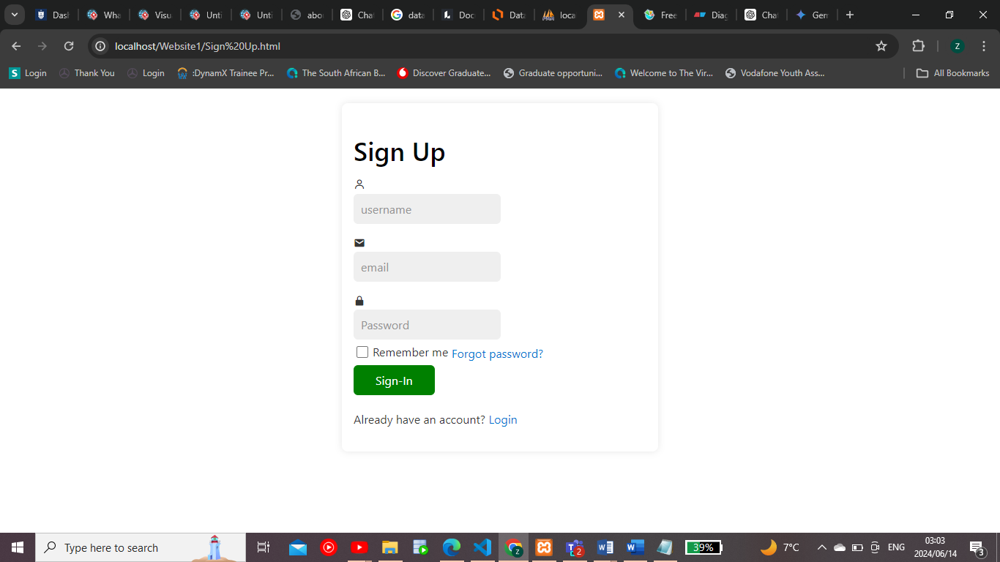 Dash
Wha
Visu
Unti
Unti
abo
Chat
data
Doc
Data
loca
Free
Diag
Chat
Gem
localhost/Website1/Sign%20Up.html
Z
Login
Thank You
Login
:DynamX Trainee Pr...
The South African B...
Discover Graduate...
Graduate opportuni...
Welcome to The Vir...
Vodafone Youth Ass...
All Bookmarks
Sign Up
username
email
Password
Remember me Forgot password?
Sign-In
Already have an account? Login
Type here to search
39%
7°C
ENG
03:03
2024/06/14
3